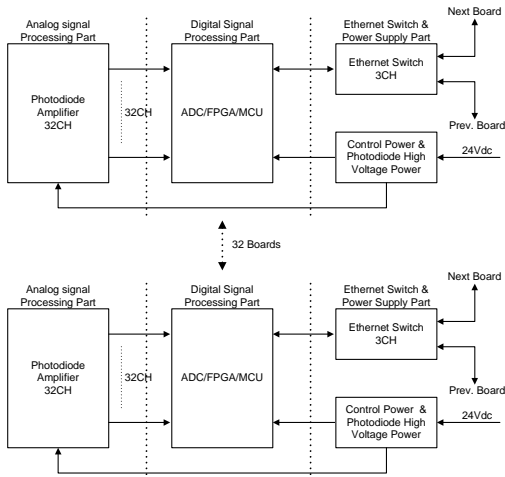 Analog signal
Processing Part
Digital Signal
Processing Part
Ethernet Switch &
Power Supply Part
Next Board
Photodiode
Amplifier
32CH
32CH
ADC/FPGA/MCU
Ethernet Switch
3CH
Prev. Board
Control Power &
Photodiode High
Voltage Power
24Vdc
32 Boards
Analog signal
Processing Part
Digital Signal
Processing Part
Ethernet Switch &
Power Supply Part
Next Board
Photodiode
Amplifier
32CH
32CH
ADC/FPGA/MCU
Ethernet Switch
3CH
Prev. Board
Control Power &
Photodiode High
Voltage Power
24Vdc